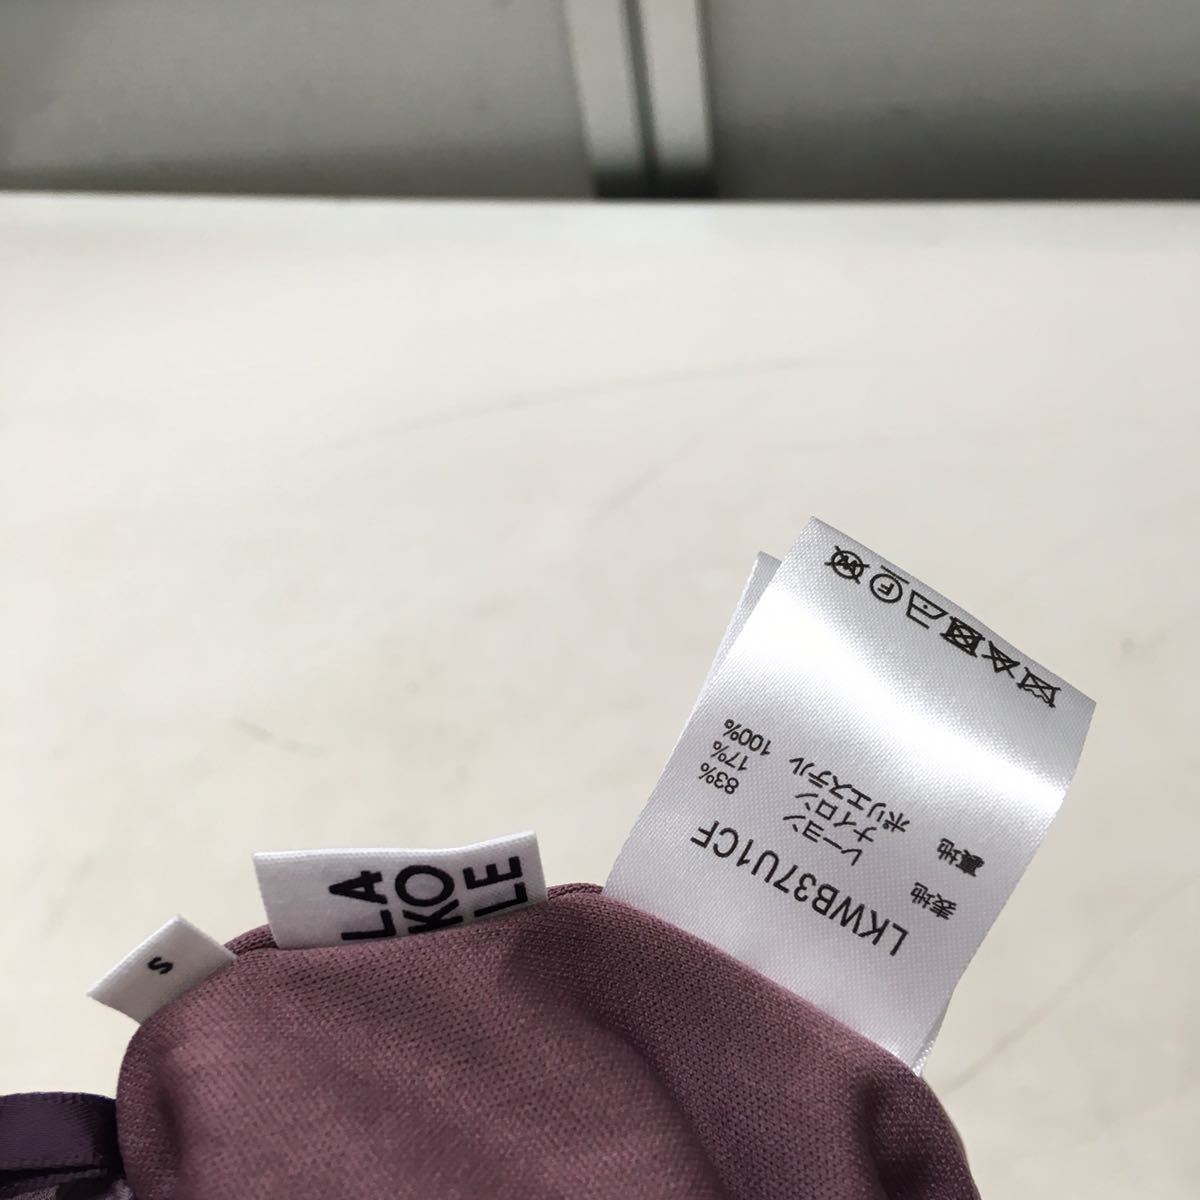 S
LA
KO
LE
LKWB37U1CF
表地 レーヨン 83%
ナイロン 17%
裏地 ポリエステル 100%
F
W